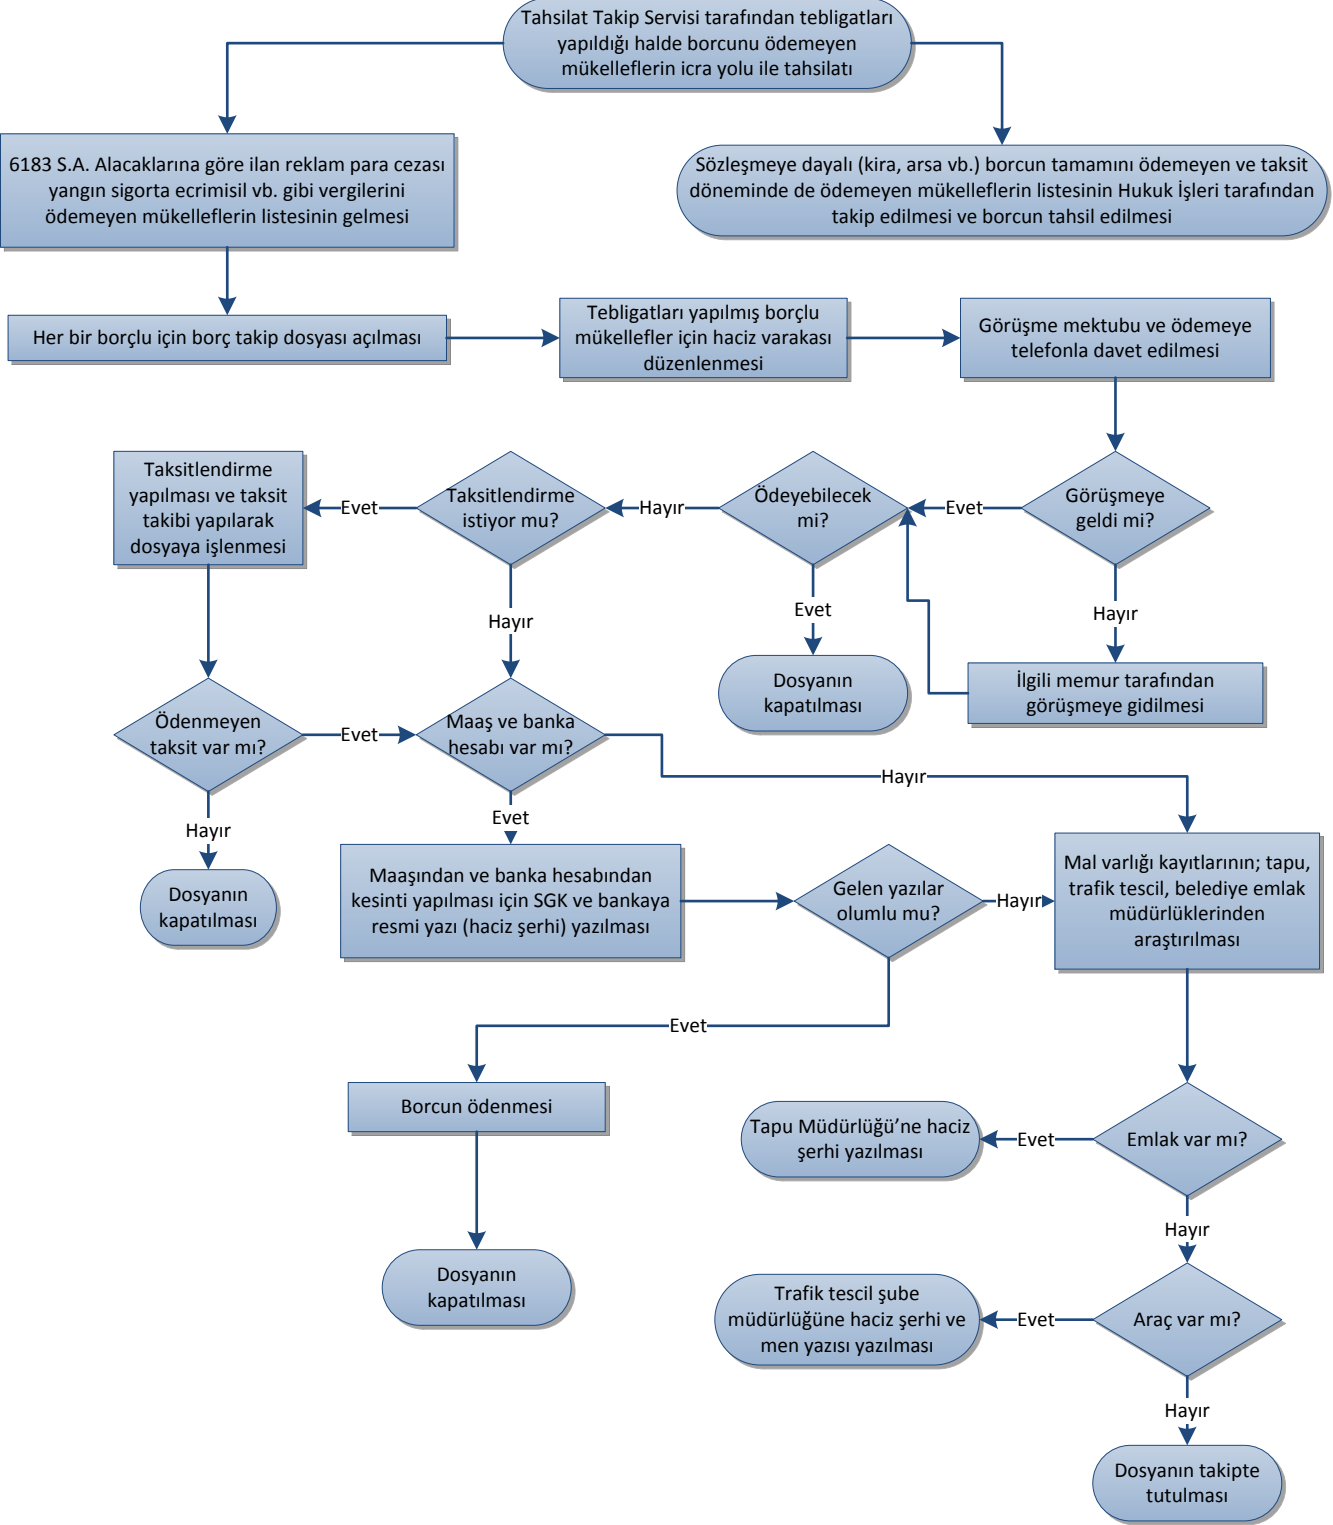 Tahsilat Takip Servisi tarafından tebligatları
yapıldığı halde borcunu ödemeyen
mükelleflerin icra yolu ile tahsilatı
6183 S.A. Alacaklarına göre ilan reklam para cezası
yangın sigorta ecrimisil vb. gibi vergilerini
ödemeyen mükelleflerin listesinin gelmesi
Sözleşmeye dayalı (kira, arsa vb.) borcun tamamını ödemeyen ve taksit
döneminde de ödemeyen mükelleflerin listesinin Hukuk İşleri tarafından
takip edilmesi ve borcun tahsil edilmesi
Her bir borçlu için borç takip dosyası açılması
Tebligatları yapılmış borçlu
mükellefler için haciz varakası
düzenlenmesi
Görüşme mektubu ve ödemeye
telefonla davet edilmesi
Taksitlendirme
yapılması ve taksit
takibi yapılarak
dosyaya işlenmesi
Evet
Taksitlendirme
istiyor mu?
Hayır
Ödeyebilecek
mi?
Evet
Görüşmeye
geldi mi?
Hayır
Evet
Hayır
Dosyanın
kapatılması
İlgili memur tarafından
görüşmeye gidilmesi
Ödenmeyen
taksit var mı?
Evet
Maaş ve banka
hesabı var mı?
Hayır
Evet
Hayır
Dosyanın
kapatılması
Maaşından ve banka hesabından
kesinti yapılması için SGK ve bankaya
resmi yazı (haciz şerhi) yazılması
Gelen yazılar
olumlu mu?
Hayır
Mal varlığı kayıtlarının; tapu,
trafik tescil, belediye emlak
müdürlüklerinden
araştırılması
Evet
Borcun ödenmesi
Tapu Müdürlüğü’ne haciz
şerhi yazılması
Evet
Emlak var mı?
Hayır
Dosyanın
kapatılması
Trafik tescil şube
müdürlüğüne haciz şerhi ve
men yazısı yazılması
Evet
Araç var mı?
Hayır
Dosyanın takipte
tutulması